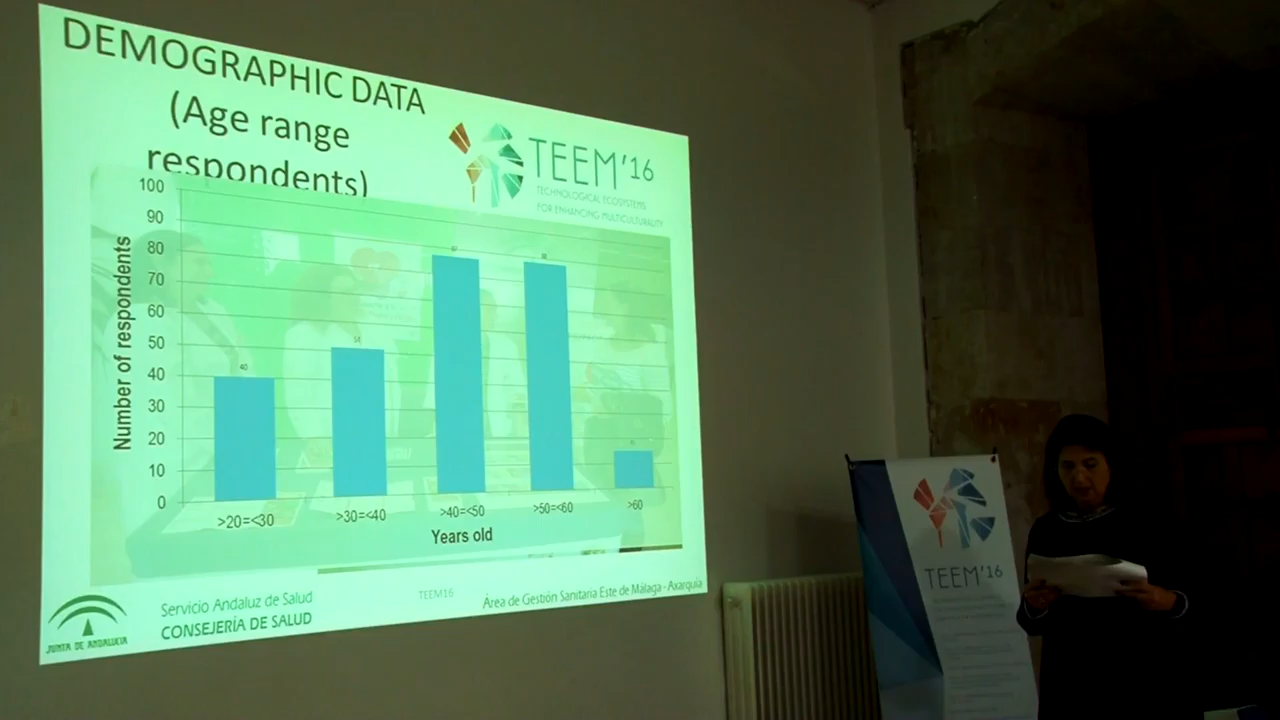 DEMOGRAPHIC DATA
(Age range
respondents)
TEEM'16
TECHNOLOGICAL ECOSYSTEMS
FOR ENHANCING MULTICULTURALITY
Number of respondents
100
90
80
70
60
50
40
30
20
10
0
40
>20=<30
>30=<40
>40=<50
>50=<60
>60
Years old
JUNTA DE ANDALUCIA
Servicio Andaluz de Salud
CONSEJERÍA DE SALUD
TEEM16
Área de Gestión Sanitaria Este de Málaga - Axarquía
TEEM'16